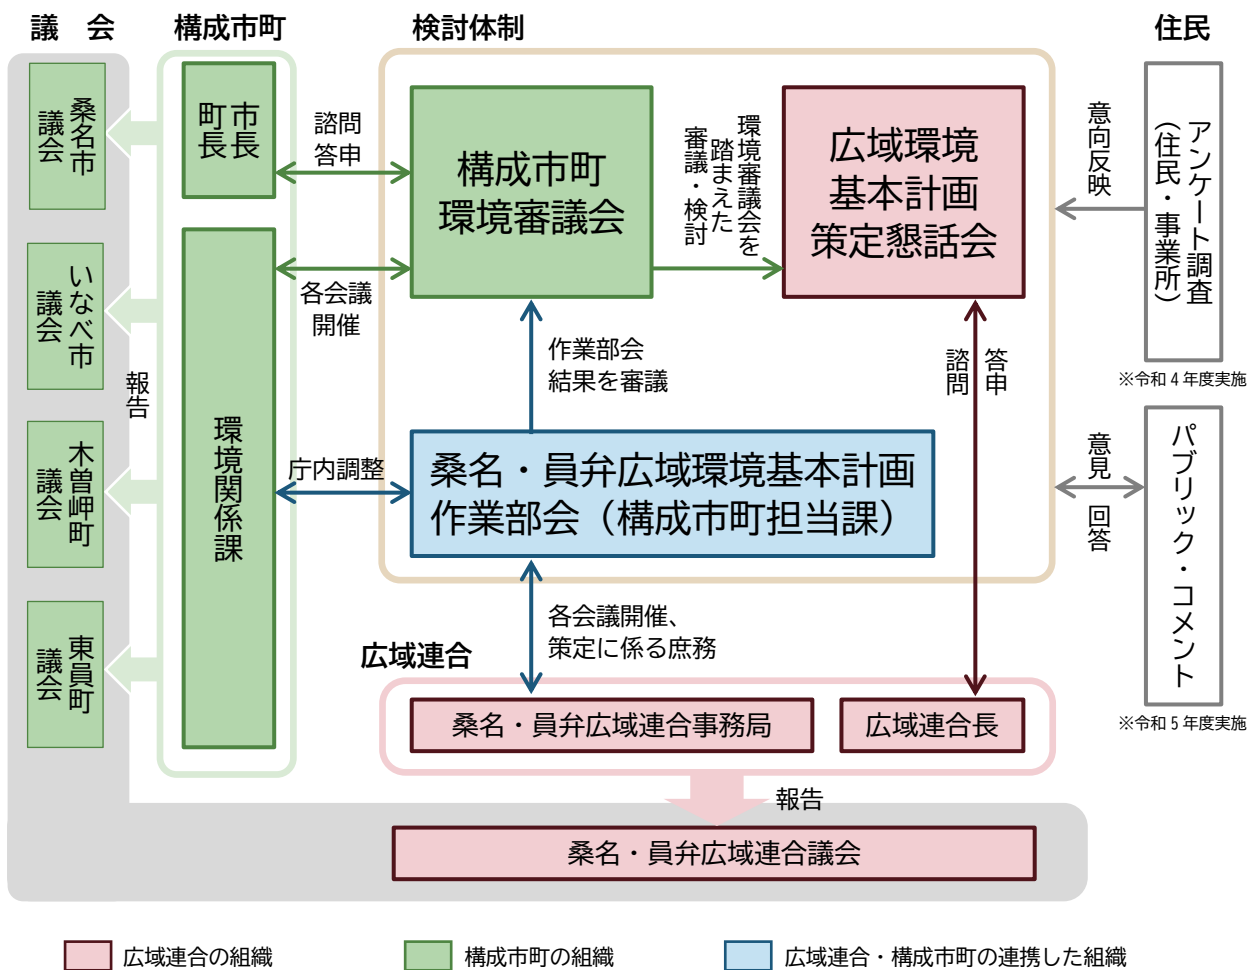 議　会
構成市町
検討体制
住民
桑名市
議会
いなべ市
議会
木曽岬町
議会
東員町
議会
報告
市長
町長
環境関係課
諮問
答申
各会議
開催
庁内調整
構成市町
環境審議会
環境審議会を
踏まえた
審議・検討
広域環境
基本計画
策定懇話会
作業部会
結果を審議
諮問
答申
桑名・員弁広域環境基本計画
作業部会（構成市町担当課）
各会議開催、
策定に係る庶務
広域連合
桑名・員弁広域連合事務局
広域連合長
報告
桑名・員弁広域連合議会
意向反映
アンケート調査
（住民・事業所）
※令和４年度実施
意見
回答
パブリック・コメント
※令和５年度実施
広域連合の組織
構成市町の組織
広域連合・構成市町の連携した組織